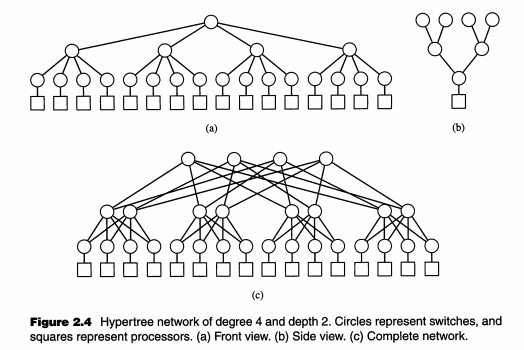 (a)
(b)
(c)
Figure 2.4 Hypertree network of degree 4 and depth 2. Circles represent switches, and
squares represent processors. (a) Front view. (b) Side view. (c) Complete network.